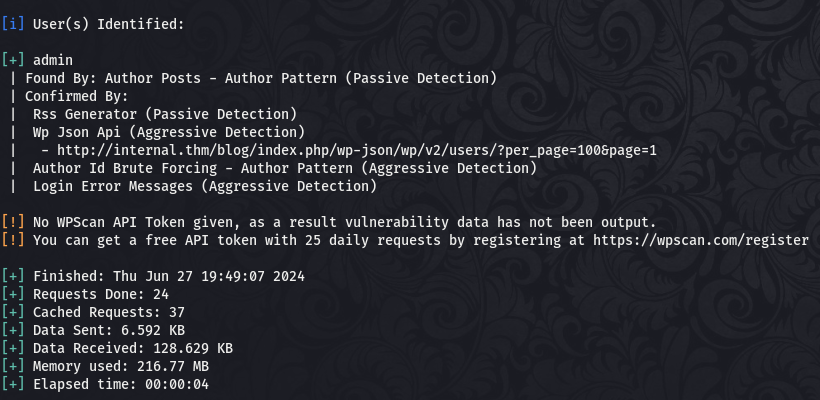 [i] User(s) Identified:
[+] admin
| Found By: Author Posts - Author Pattern (Passive Detection)
| Confirmed By:
|  Rss Generator (Passive Detection)
|  Wp Json Api (Aggressive Detection)
|   - http://internal.thm/blog/index.php/wp-json/wp/v2/users/?per_page=100&page=1
|  Author Id Brute Forcing - Author Pattern (Aggressive Detection)
|  Login Error Messages (Aggressive Detection)
[!] No WPScan API Token given, as a result vulnerability data has not been output.
[!] You can get a free API token with 25 daily requests by registering at https://wpscan.com/register
[+] Finished: Thu Jun 27 19:49:07 2024
[+] Requests Done: 24
[+] Cached Requests: 37
[+] Data Sent: 6.592 KB
[+] Data Received: 128.629 KB
[+] Memory used: 216.77 MB
[+] Elapsed time: 00:00:04